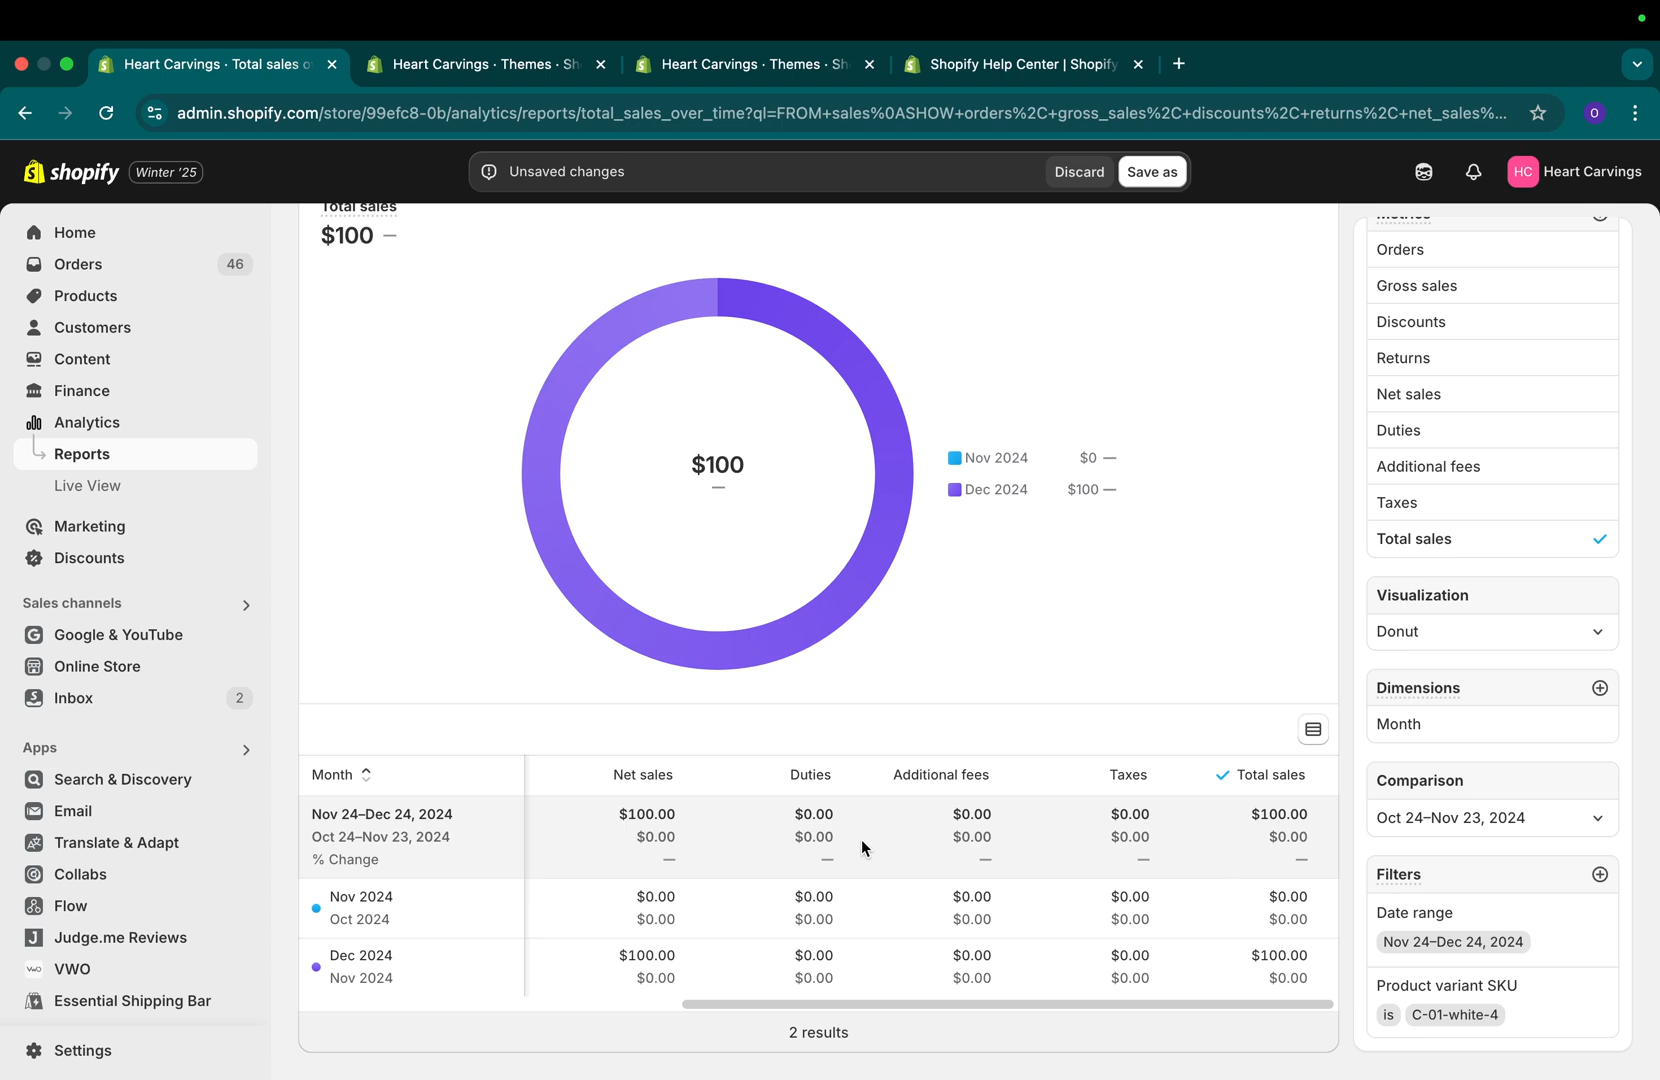 Heart Carvings · Total sales o
Heart Carvings · Themes · Sh
Heart Carvings · Themes · Sh
Shopify Help Center | Shopify
admin.shopify.com/store/99efc8-0b/analytics/reports/total_sales_over_time?ql=FROM+sales%0ASHOW+orders%2C+gross_sales%2C+discounts%2C+returns%2C+net_sales%...
O
shopify
Winter '25
Unsaved changes
Discard
Save as
HC
Heart Carvings
Home
Orders
46
Products
Customers
Content
Finance
Analytics
Reports
Live View
Marketing
Discounts
Sales channels
Google & YouTube
Online Store
Inbox
2
Apps
Search & Discovery
Email
Translate & Adapt
Collabs
Flow
J
Judge.me Reviews
VWO
VWO
Essential Shipping Bar
Settings
Total sales
$100 —
$100
—
Nov 2024 $0 —
Dec 2024 $100 —
Month Net sales Duties Additional fees Taxes Total sales
Nov 24–Dec 24, 2024 $100.00 $0.00 $0.00 $0.00 $100.00
Oct 24–Nov 23, 2024 $0.00 $0.00 $0.00 $0.00 $0.00
% Change — — — — —
Nov 2024 $0.00 $0.00 $0.00 $0.00 $0.00
Oct 2024 $0.00 $0.00 $0.00 $0.00 $0.00
Dec 2024 $100.00 $0.00 $0.00 $0.00 $100.00
Nov 2024 $0.00 $0.00 $0.00 $0.00 $0.00
2 results
Metrics
Orders
Gross sales
Discounts
Returns
Net sales
Duties
Additional fees
Taxes
Total sales
Visualization
Donut
Dimensions
Month
Comparison
Oct 24–Nov 23, 2024
Filters
Date range
Nov 24–Dec 24, 2024
Product variant SKU
is C-01-white-4